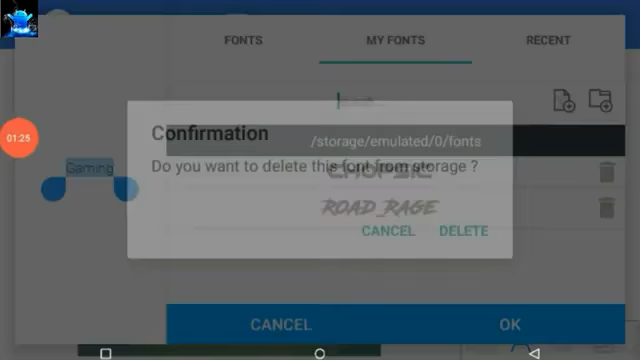 FONTS
MY FONTS
RECENT
01:25
Confirmation
/storage/emulated/0/fonts
Do you want to delete this font from storage ?
Gaming
ROAD_RAGE
CANCEL
DELETE
CANCEL
OK